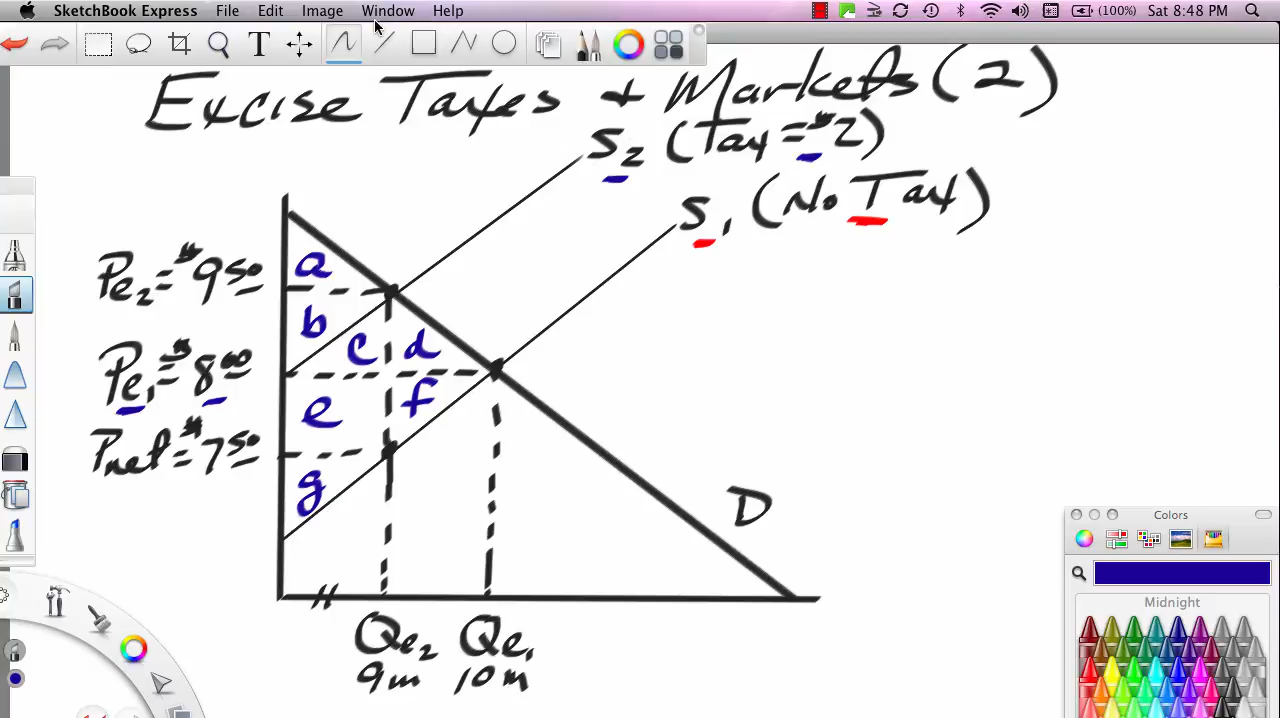 SketchBook Express File Edit Image Window Help (100%) Sat 8:48 PM
T
Excise Taxes + Markets (2)
S2 (Tax = $2)
S1 (No Tax)
a
Pe2 = $9 50
b
c d
Pe1 = $8 00
e f
Pnet = $7 50
g
D
Qe2 Qe1
9m 10m
Colors
Midnight